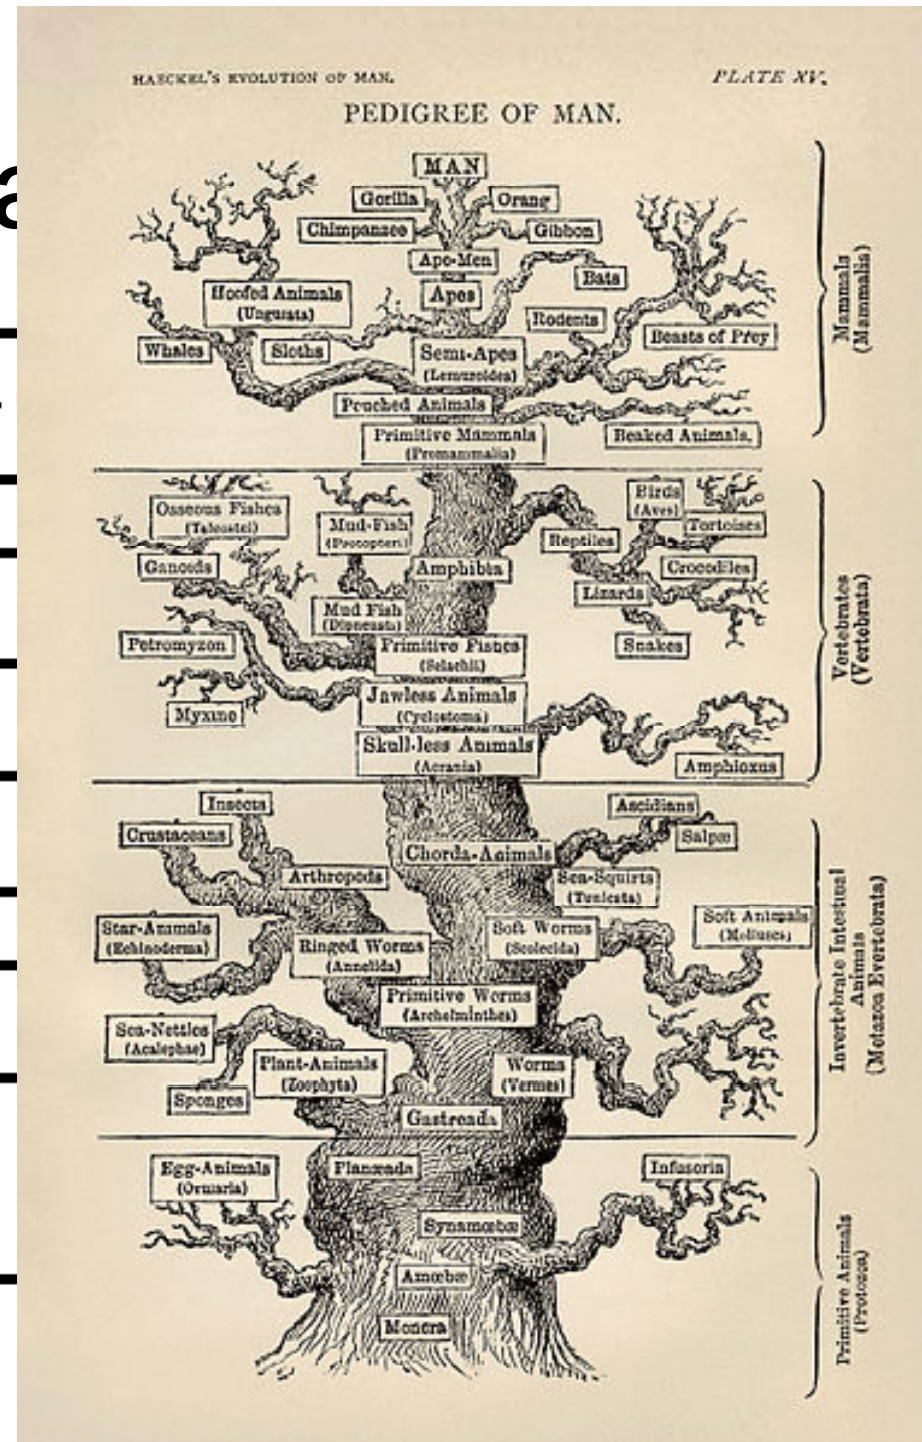 HAECKEL'S EVOLUTION OF MAN.
PLATE XV.
PEDIGREE OF MAN.
MAN
Gorilla
Orang
Chimpanzee
Gibbon
Ape-Men
Bats
Hoofed Animals
(Ungurata)
Apes
Rodents
Beasts of Prey
Whales
Sloths
Semi-Apes
(Lemuroidea)
Pouched Animals
Primitive Mammals
(Promammalia)
Beaked Animals.
Mammals
(Mammalia)
Osseous Fishes
(Teleostei)
Mud-Fish
(Protopteri)
Birds
(Aves)
Tortoises
Reptiles
Ganoids
Amphibia
Crocodiles
Lizards
Mud Fish
(Dipneusta)
Petromyzon
Primitive Fishes
(Selachii)
Snakes
Jawless Animals
(Cyclostoma)
Myxine
Skull-less Animals
(Acrania)
Amphioxus
Vertebrates
(Vertebrata)
Insects
Ascidians
Crustaceans
Salpæ
Chorda-Animals
Arthropods
Sea-Squirts
(Tunicata)
Star-Animals
(Echinoderma)
Ringed Worms
(Annelida)
Soft Worms
(Scolecida)
Soft Animals
(Mollusca)
Primitive Worms
(Archelminthes)
Sea-Nettles
(Acalephae)
Plant-Animals
(Zoophyta)
Worms
(Vermes)
Sponges
Gastreada
Invertebrate Intestinal
Animals
(Metazoa Evertebrata)
Egg-Animals
(Ovularia)
Planæada
Infusoria
Synamœbæ
Amœbæ
Monera
Primitive Animals
(Protozoa)